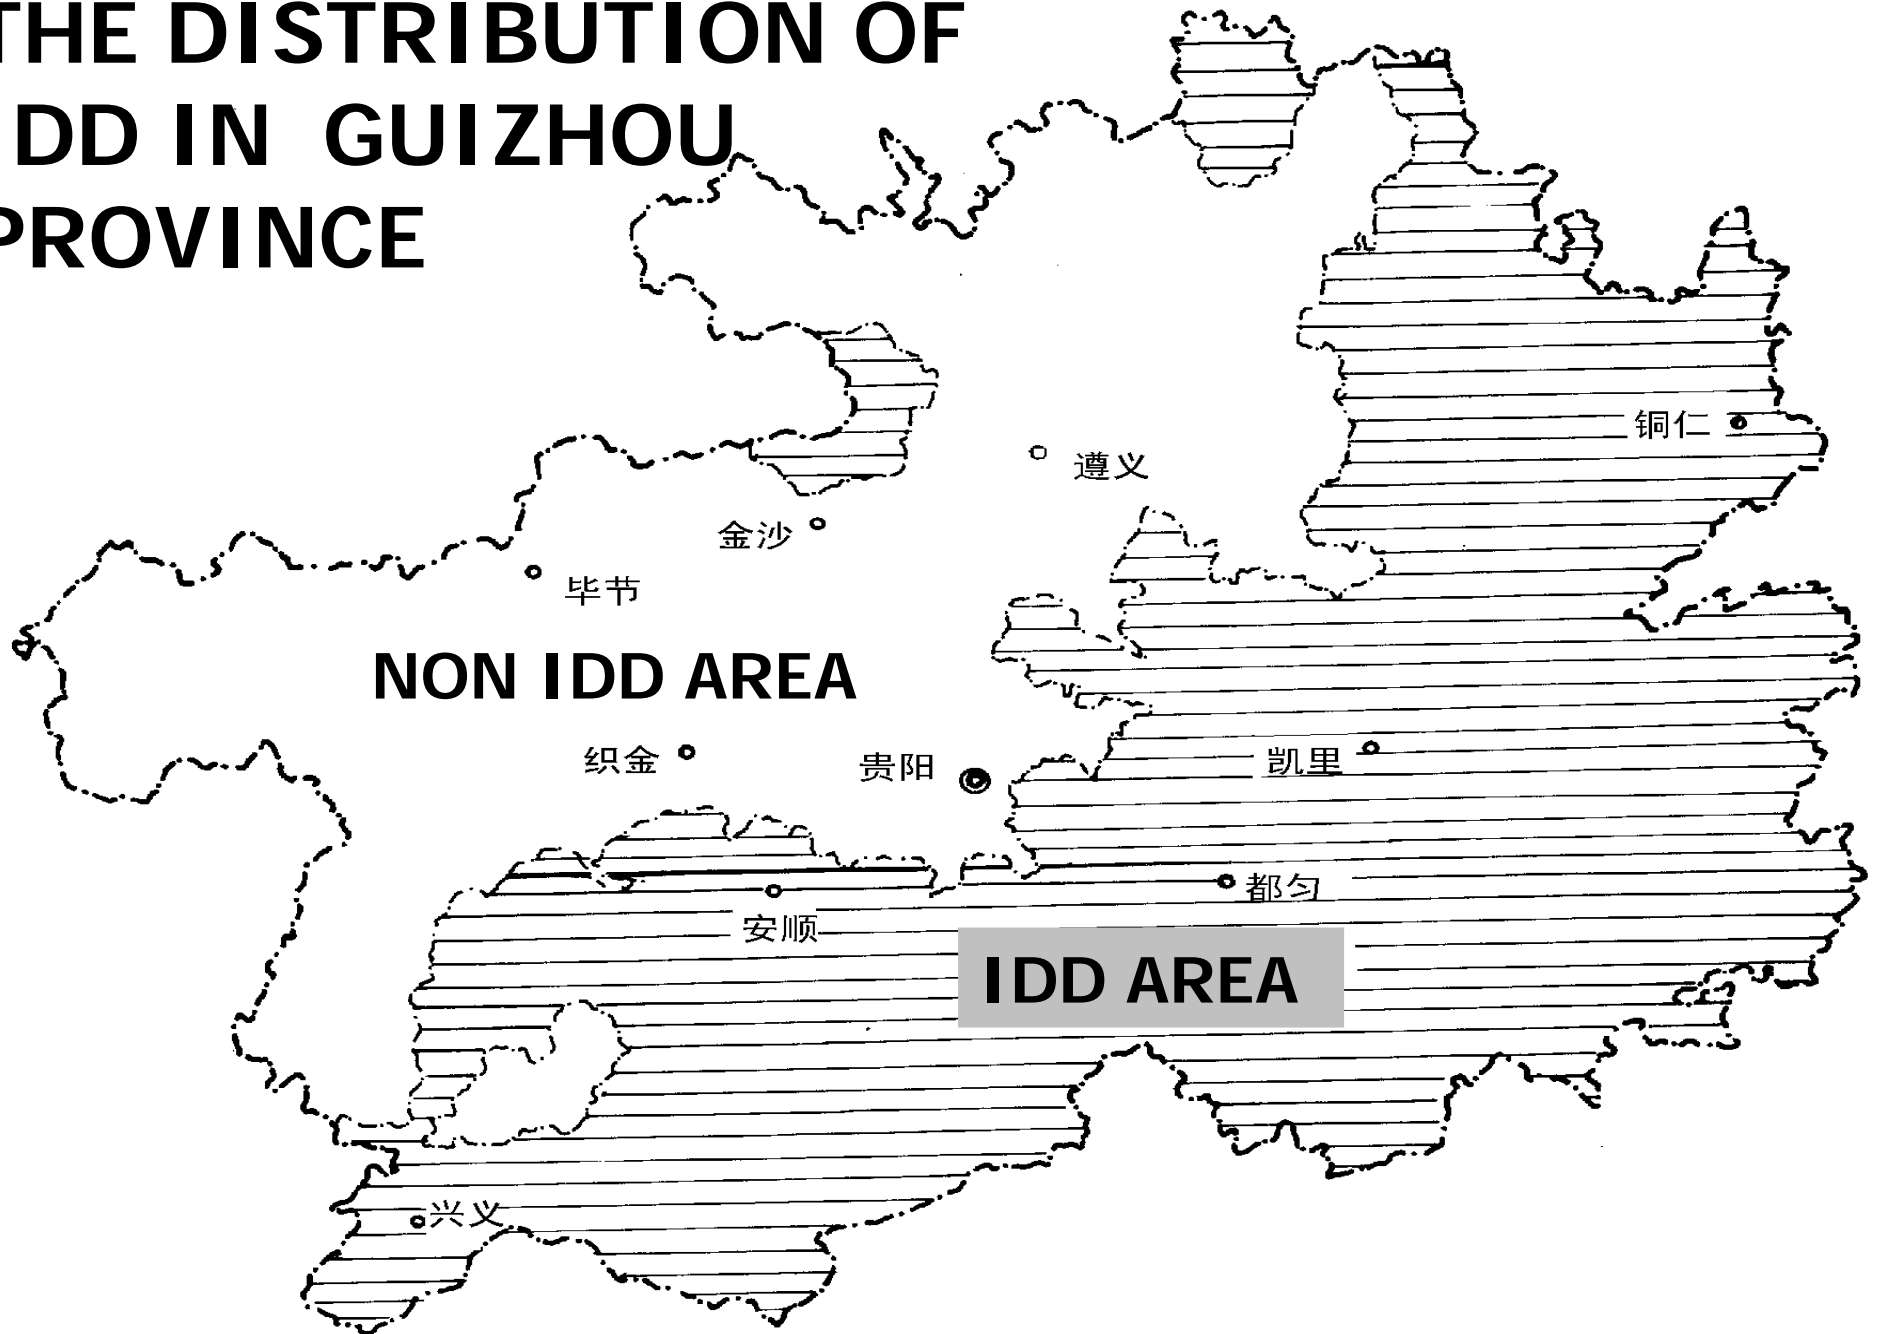 THE DISTRIBUTION OF
IDD IN GUIZHOU
PROVINCE
铜仁
遵义
金沙
毕节
NON IDD AREA
织金
贵阳
凯里
都匀
安顺
IDD AREA
兴义